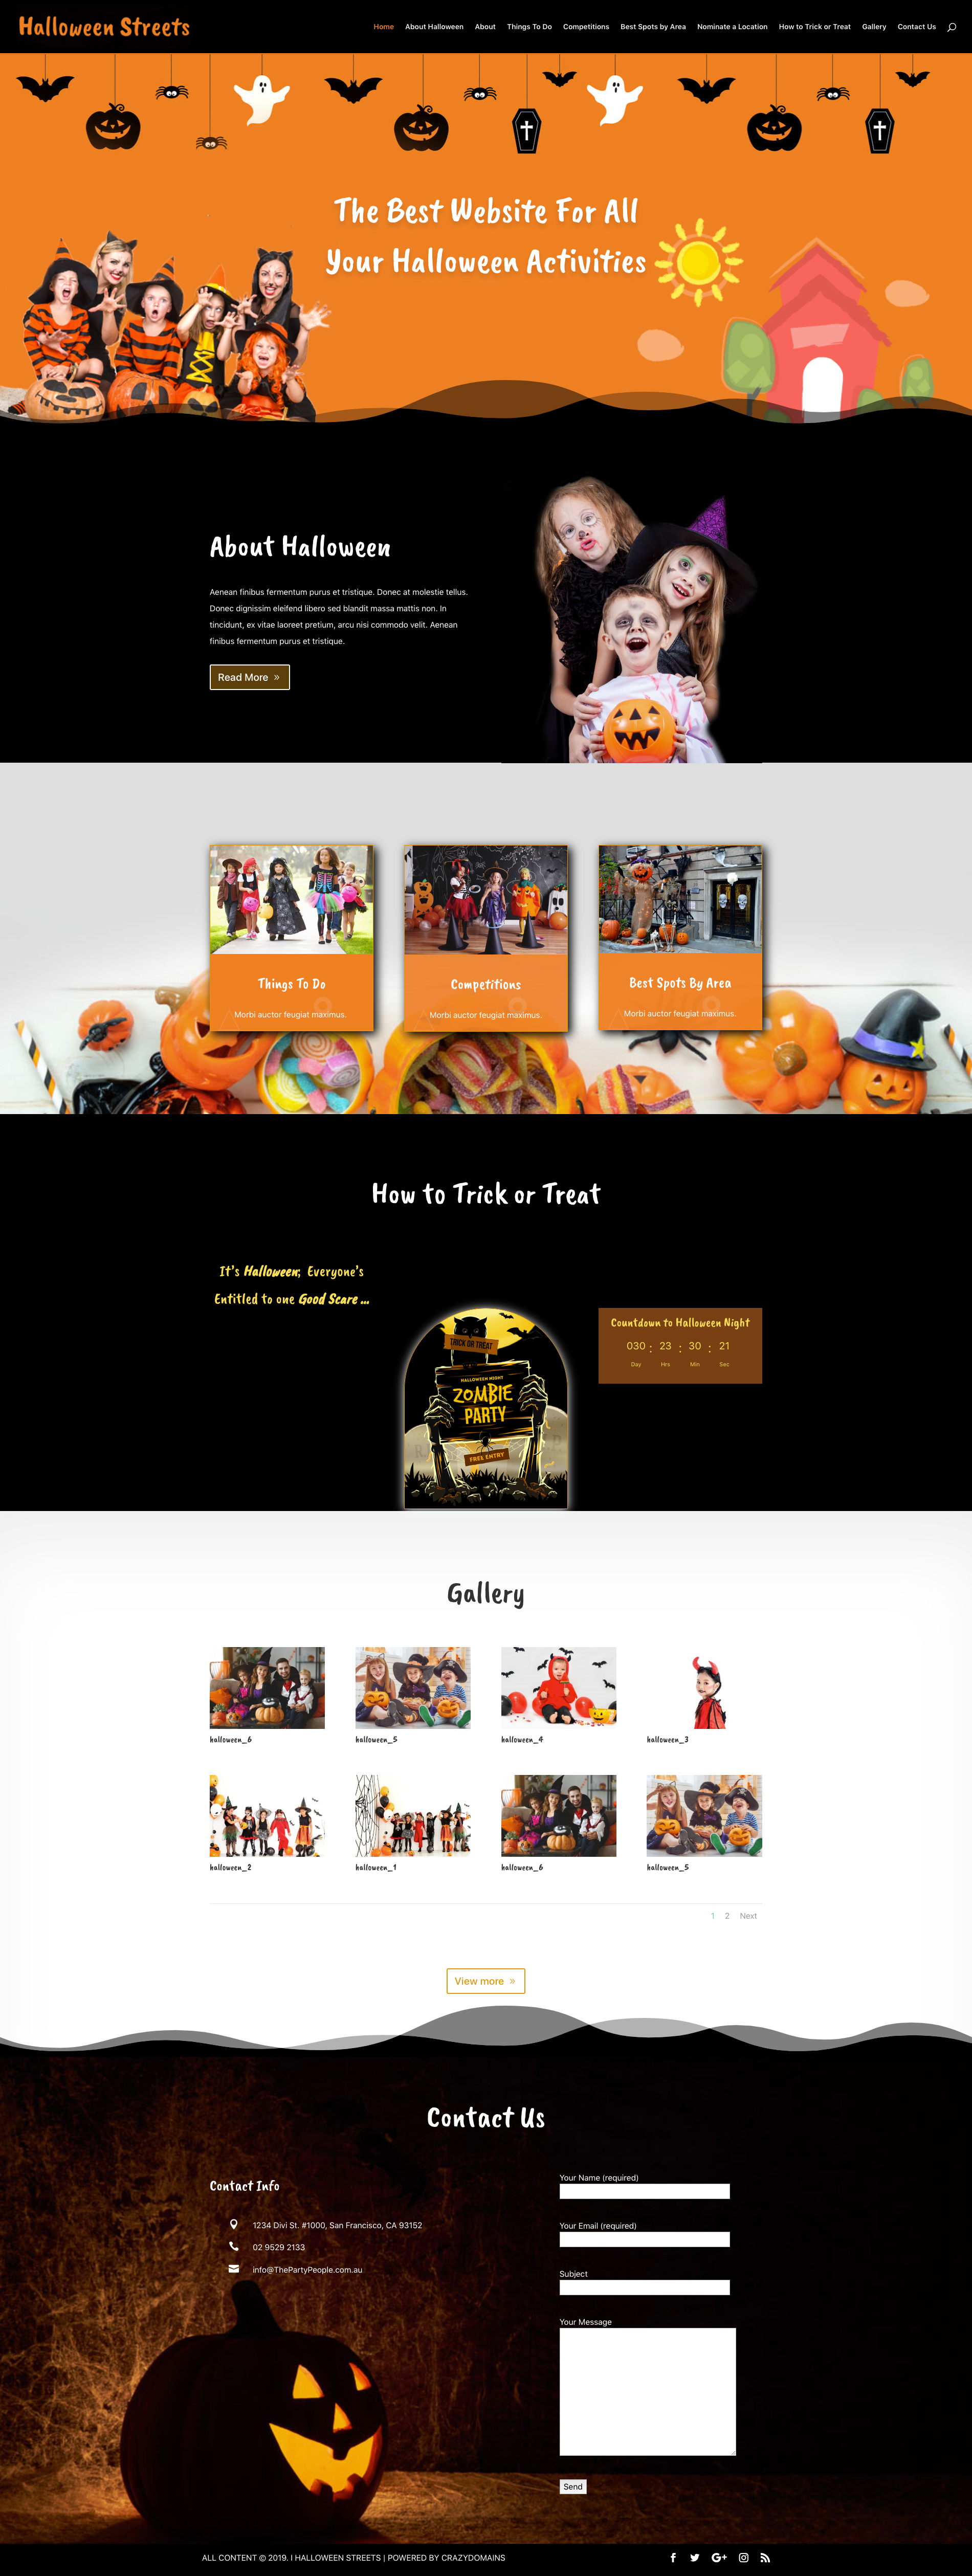 Halloween Streets
Home About Halloween About Things To Do Competitions Best Spots by Area Nominate a Location How to Trick or Treat Gallery Contact Us
The Best Website For All
Your Halloween Activities
About Halloween
Aenean finibus fermentum purus et tristique. Donec at molestie tellus.
Donec dignissim eleifend libero sed blandit massa mattis non. In
tincidunt, ex vitae laoreet pretium, arcu nisi commodo velit. Aenean
finibus fermentum purus et tristique.
Read More »
Things To Do
Morbi auctor feugiat maximus.
Competitions
Morbi auctor feugiat maximus.
Best Spots By Area
Morbi auctor feugiat maximus.
How to Trick or Treat
It's Halloween; Everyone's
Entitled to one Good Scare ...
TRICK OR TREAT
HALLOWEEN NIGHT
ZOMBIE
PARTY
FREE ENTRY
Countdown to Halloween Night
030 : 23 : 30 : 21
Day Hrs Min Sec
Gallery
halloween_6
halloween_5
halloween_4
halloween_3
halloween_2
halloween_1
halloween_6
halloween_5
1 2 Next
View more »
Contact Us
Contact Info
1234 Divi St. #1000, San Francisco, CA 93152
02 9529 2133
info@ThePartyPeople.com.au
Your Name (required)
Your Email (required)
Subject
Your Message
Send
ALL CONTENT © 2019. I HALLOWEEN STREETS | POWERED BY CRAZYDOMAINS